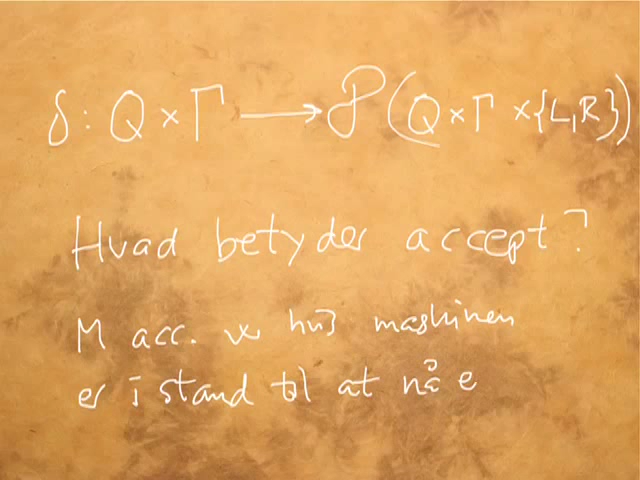 δ: Q × Γ → P(Q × Γ × {L, R})
Hvad betyder accept?
M acc. w hvis maskinen
er i stand til at nå e